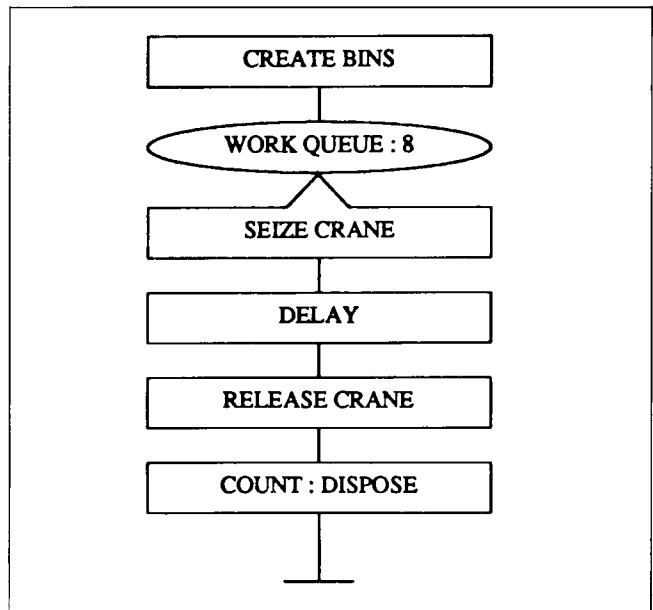 CREATE BINS
WORK QUEUE : 8
SEIZE CRANE
DELAY
RELEASE CRANE
COUNT : DISPOSE